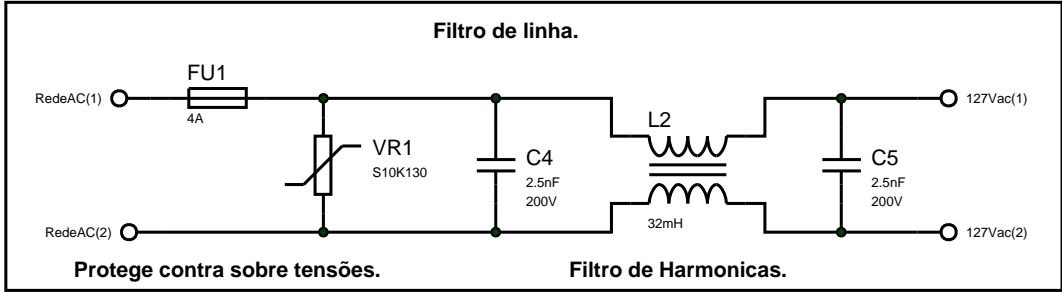 Filtro de linha.
FU1
RedeAC(1)
4A
127Vac(1)
L2
VR1
S10K130
C4
2.5nF
200V
C5
2.5nF
200V
32mH
RedeAC(2)
127Vac(2)
Protege contra sobre tensões.
Filtro de Harmonicas.